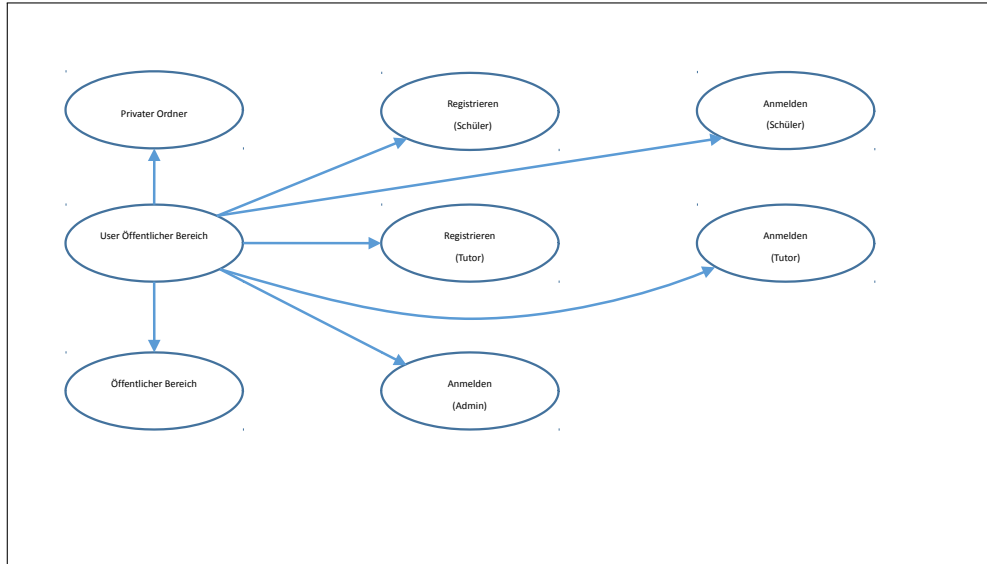 Privater Ordner
Registrieren
(Schüler)
Anmelden
(Schüler)
User Öffentlicher Bereich
Registrieren
(Tutor)
Anmelden
(Tutor)
Öffentlicher Bereich
Anmelden
(Admin)